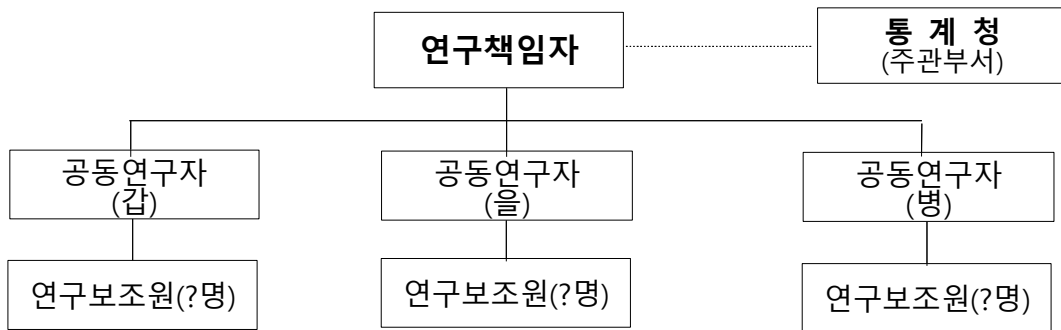 연구책임자
통 계 청
(주관부서)
공동연구자
(갑)
공동연구자
(을)
공동연구자
(병)
연구보조원(?명)
연구보조원(?명)
연구보조원(?명)